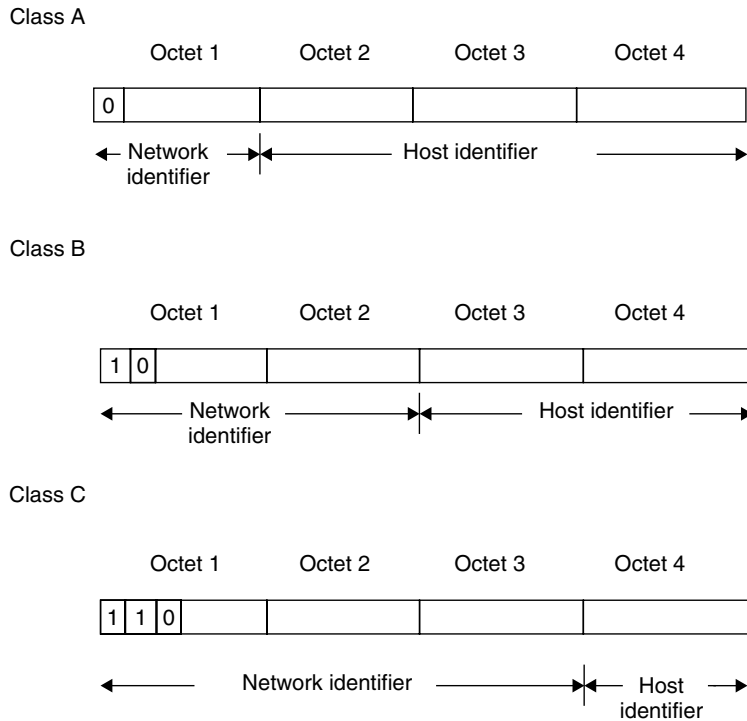 Class A
Octet 1 Octet 2 Octet 3 Octet 4
0
Network identifier Host identifier
Class B
Octet 1 Octet 2 Octet 3 Octet 4
1 0
Network identifier Host identifier
Class C
Octet 1 Octet 2 Octet 3 Octet 4
1 1 0
Network identifier Host identifier